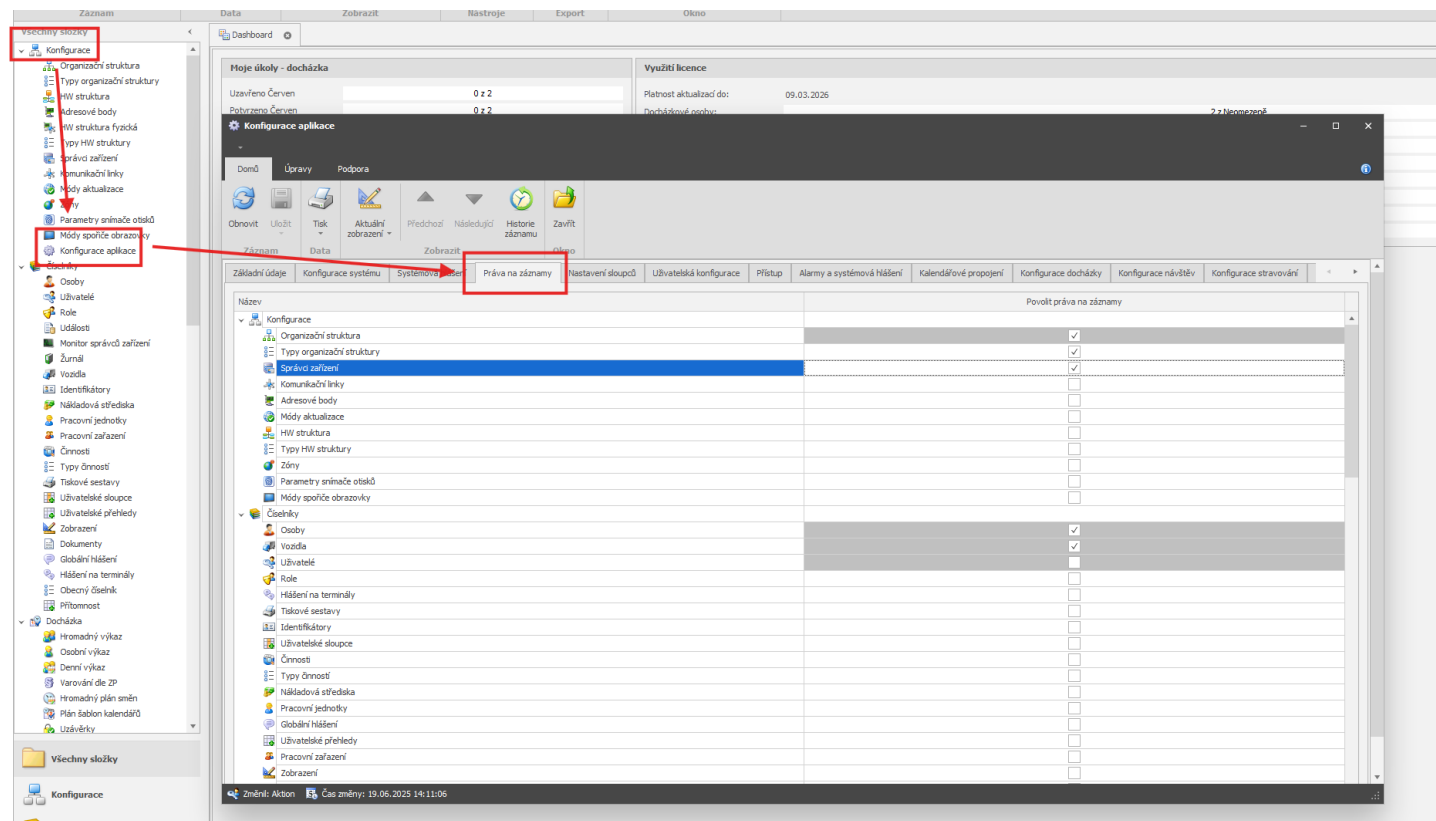 Záznam Data Zobrazit Nástroje Export Okno
Všechny složky
Dashboard
Konfigurace
Organizační struktura
Typy organizační struktury
HW struktura
Adresové body
HW struktura fyzická
Typy HW struktury
Správci zařízení
Komunikační linky
Módy aktualizace
Zóny
Parametry snímače otisků
Módy spořiče obrazovky
Konfigurace aplikace
Číselníky
Osoby
Uživatelé
Role
Události
Monitor správců zařízení
Žurnál
Vozidla
Identifikátory
Nákladová střediska
Pracovní jednotky
Pracovní zařazení
Činnosti
Typy činností
Tiskové sestavy
Uživatelské sloupce
Uživatelské přehledy
Zobrazení
Dokumenty
Globální hlášení
Hlášení na terminály
Obecný číselník
Přítomnost
Docházka
Hromadný výkaz
Osobní výkaz
Denní výkaz
Varování dle ZP
Hromadný plán směn
Plán šablon kalendářů
Uzávěrky
Všechny složky
Konfigurace
Moje úkoly - docházka
Uzavřeno Červen 0 z 2
Potvrzeno Červen 0 z 2
Využití licence
Platnost aktualizací do: 09.03.2026
Docházkové osoby: 2 z Neomezeně
Konfigurace aplikace
Domů Úpravy Podpora
Obnovit Uložit Tisk Aktuální zobrazení Předchozí Následující Historie záznamu Zavřít
Záznam Data Zobrazit Okno
Základní údaje Konfigurace systému Systémová hlášení Práva na záznamy Nastavení sloupců Uživatelská konfigurace Přístup Alarmy a systémová hlášení Kalendářové propojení Konfigurace docházky Konfigurace návštěv Konfigurace stravování
Název Povolit práva na záznamy
Konfigurace
Organizační struktura
Typy organizační struktury
Správci zařízení
Komunikační linky
Adresové body
Módy aktualizace
HW struktura
Typy HW struktury
Zóny
Parametry snímače otisků
Módy spořiče obrazovky
Číselníky
Osoby
Vozidla
Uživatelé
Role
Hlášení na terminály
Tiskové sestavy
Identifikátory
Uživatelské sloupce
Činnosti
Typy činností
Nákladová střediska
Pracovní jednotky
Globální hlášení
Uživatelské přehledy
Pracovní zařazení
Zobrazení
Změnil: Aktion Čas změny: 19.06.2025 14:11:06